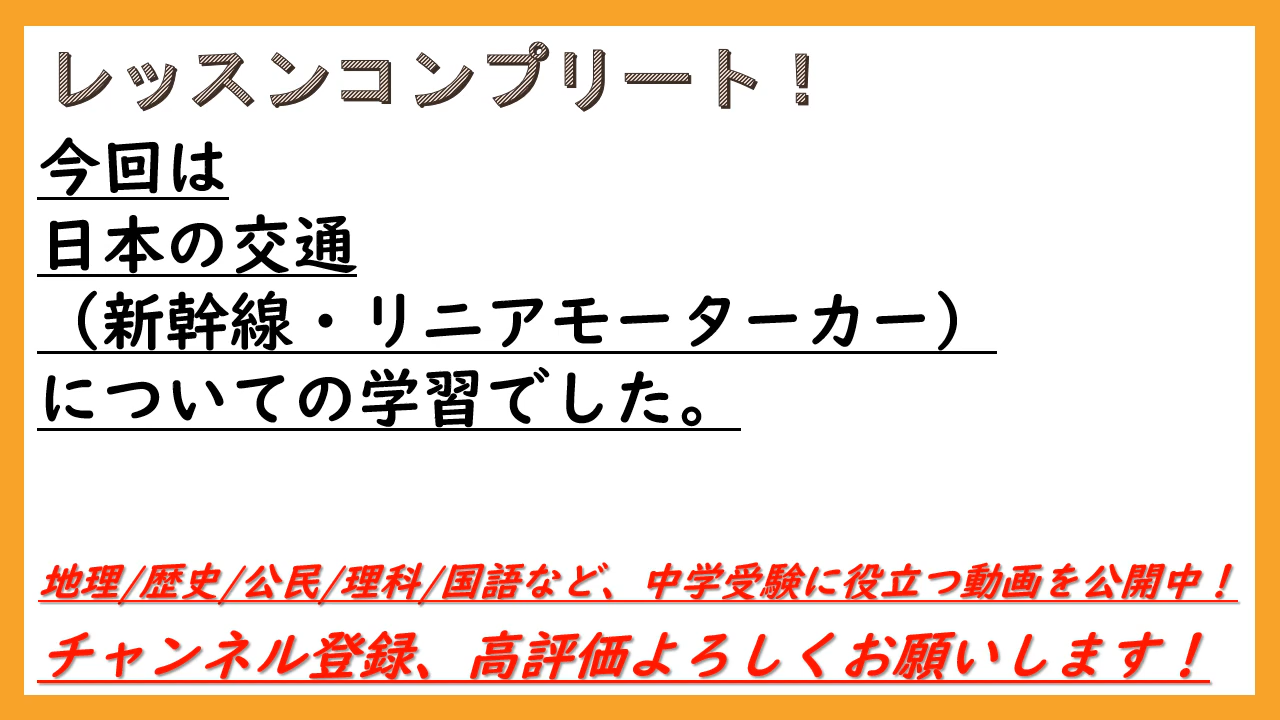 レッスンコンプリート！
今回は
日本の交通
（新幹線・リニアモーターカー）
についての学習でした。
地理/歴史/公民/理科/国語など、中学受験に役立つ動画を公開中！
チャンネル登録、高評価よろしくお願いします！